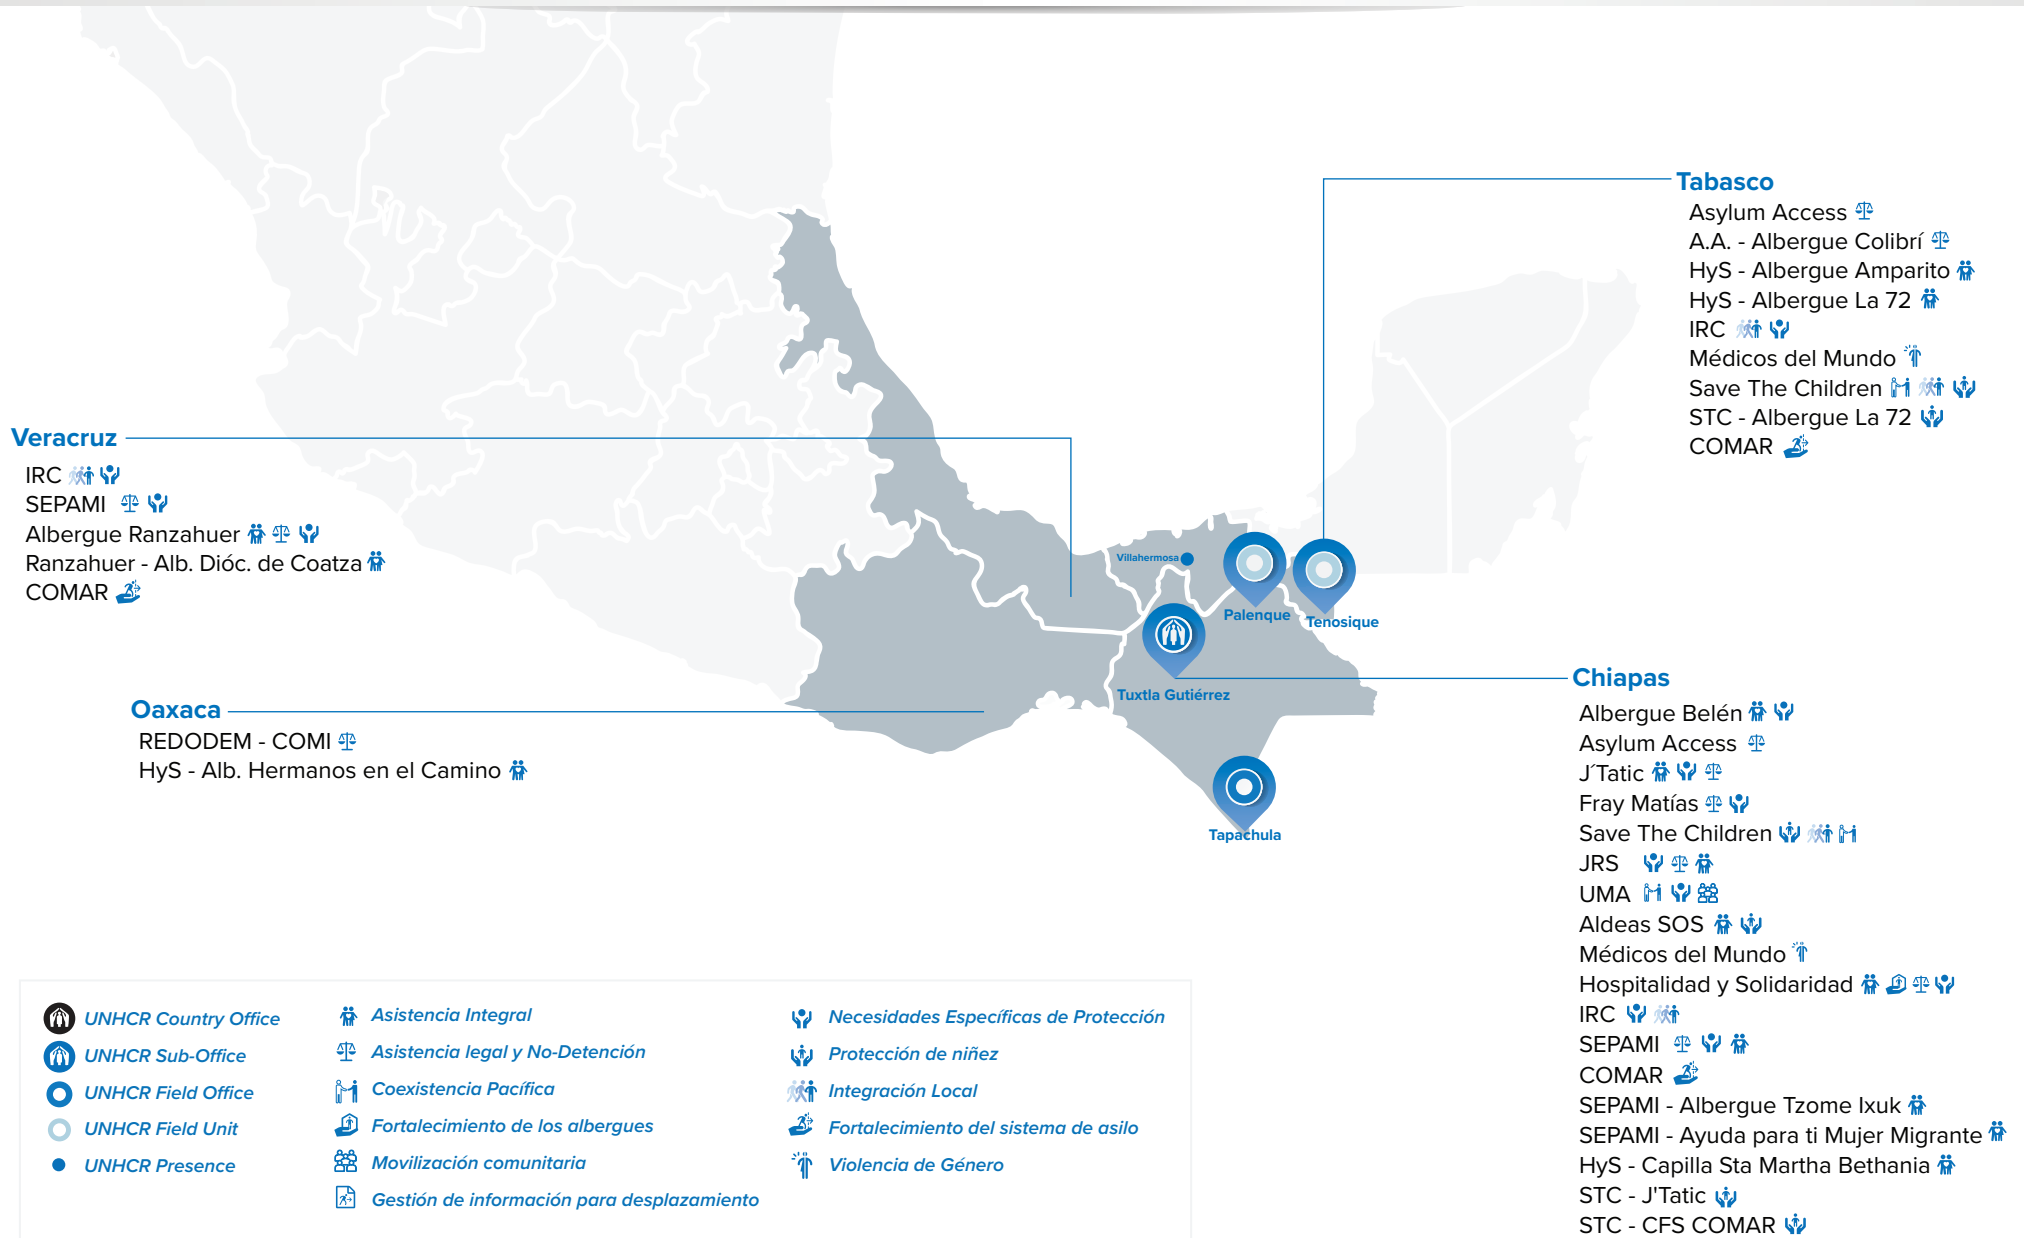 Tabasco
Asylum Access
A.A. - Albergue Colibrí
HyS - Albergue Amparito
HyS - Albergue La 72
IRC
Médicos del Mundo
Save The Children
STC - Albergue La 72
COMAR
Veracruz
IRC
SEPAMI
Albergue Ranzahuer
Ranzahuer - Alb. Dióc. de Coatza
COMAR
Villahermosa
Palenque
Tenosique
Tuxtla Gutiérrez
Tapachula
Oaxaca
REDODEM - COMI
HyS - Alb. Hermanos en el Camino
Chiapas
Albergue Belén
Asylum Access
J´Tatic
Fray Matías
Save The Children
JRS
UMA
Aldeas SOS
Médicos del Mundo
Hospitalidad y Solidaridad
IRC
SEPAMI
COMAR
SEPAMI - Albergue Tzome Ixuk
SEPAMI - Ayuda para ti Mujer Migrante
HyS - Capilla Sta Martha Bethania
STC - J'Tatic
STC - CFS COMAR
UNHCR Country Office
UNHCR Sub-Office
UNHCR Field Office
UNHCR Field Unit
UNHCR Presence
Asistencia Integral
Asistencia legal y No-Detención
Coexistencia Pacífica
Fortalecimiento de los albergues
Movilización comunitaria
Gestión de información para desplazamiento
Necesidades Específicas de Protección
Protección de niñez
Integración Local
Fortalecimiento del sistema de asilo
Violencia de Género